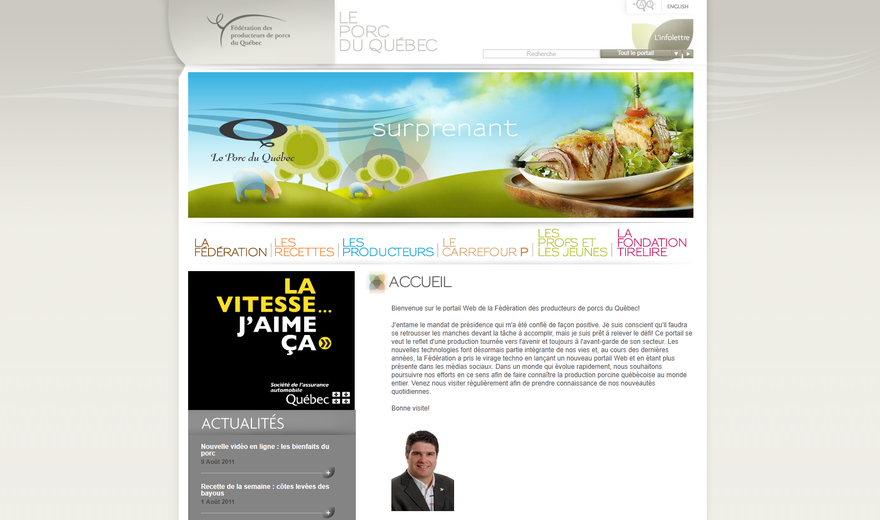 Fédération des
producteurs de porcs
du Québec
LE
PORC
DU QUÉBEC
ENGLISH
L'infolettre
Recherche
Tout le portail
surprenant
Le Porc du Québec
LA
FÉDÉRATION
LES
RECETTES
LES
PRODUCTEURS
LE
CARREFOUR P
LES
PROFS ET
LES JEUNES
LA
FONDATION
TIRELIRE
LA
VITESSE...
J'AIME
ÇA
Société de l'assurance
automobile
Québec
ACCUEIL
Bienvenue sur le portail Web de la Fédération des producteurs de porcs du Québec!
J'entame le mandat de présidence qui m'a été confié de façon positive. Je suis conscient qu'il faudra
se retrousser les manches devant la tâche à accomplir, mais je suis prêt à relever le défi! Ce portail se
veut le reflet d'une production tournée vers l'avenir et toujours à l'avant-garde de son secteur. Les
nouvelles technologies font désormais partie intégrante de nos vies et, au cours des dernières
années, la Fédération a pris le virage techno en lançant un nouveau portail Web et en étant plus
présente dans les médias sociaux. Dans un monde qui évolue rapidement, nous souhaitons
poursuivre nos efforts en ce sens afin de faire connaître la production porcine québécoise au monde
entier. Venez nous visiter régulièrement afin de prendre connaissance de nos nouveautés
quotidiennes.
Bonne visite!
ACTUALITÉS
Nouvelle vidéo en ligne : les bienfaits du
porc
9 Août 2011
Recette de la semaine : côtes levées des
bayous
1 Août 2011